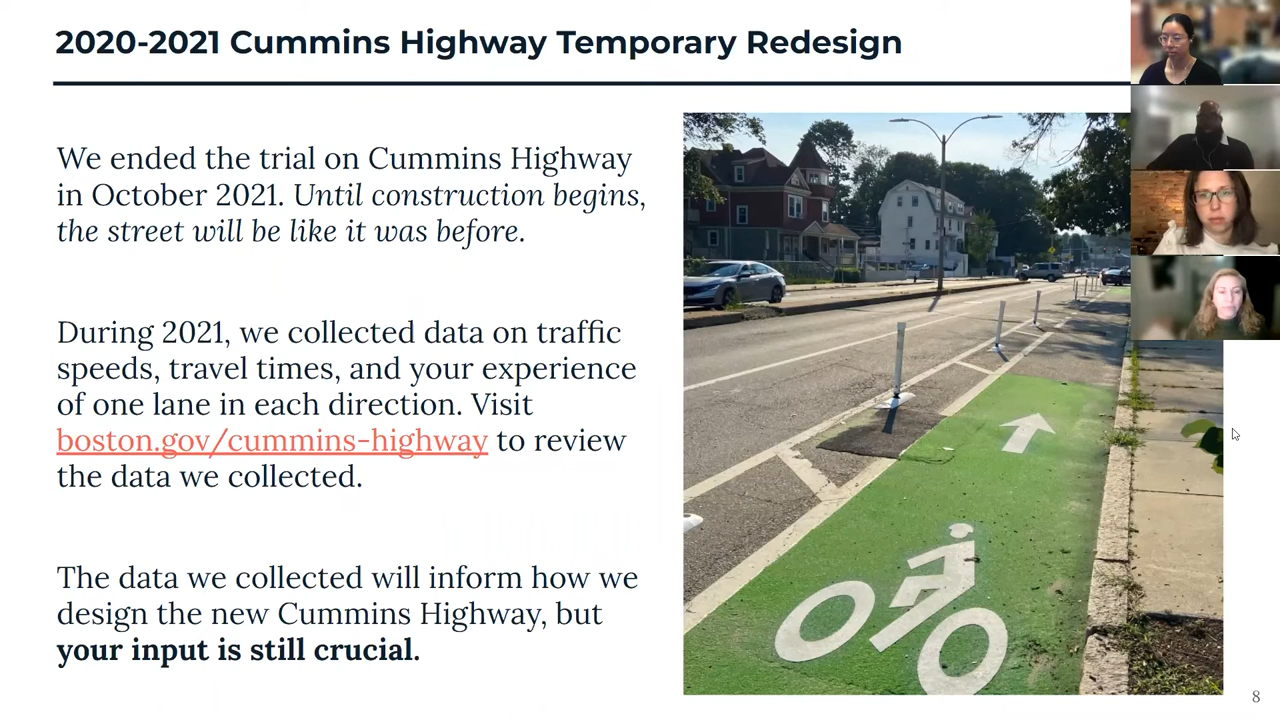 2020-2021 Cummins Highway Temporary Redesign
We ended the trial on Cummins Highway
in October 2021. Until construction begins,
the street will be like it was before.
During 2021, we collected data on traffic
speeds, travel times, and your experience
of one lane in each direction. Visit
boston.gov/cummins-highway to review
the data we collected.
The data we collected will inform how we
design the new Cummins Highway, but
your input is still crucial.
8